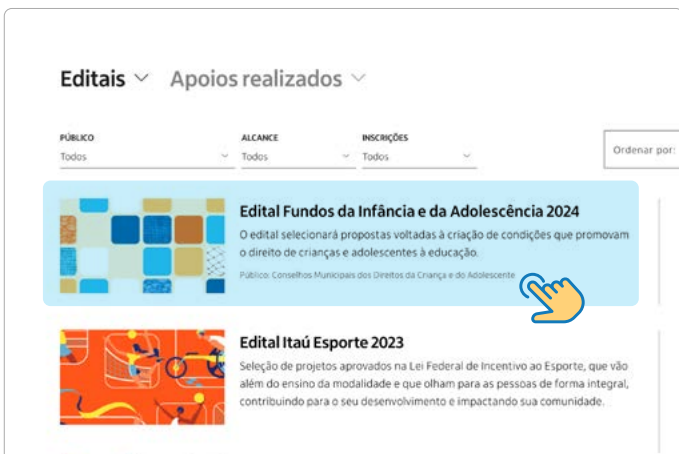 Editais
Apoios realizados
PÚBLICO
Todos
ALCANCE
Todos
INSCRIÇÕES
Todos
Ordenar por:
Edital Fundos da Infância e da Adolescência 2024
O edital selecionará propostas voltadas à criação de condições que promovam
o direito de crianças e adolescentes à educação.
Público: Conselhos Municipais dos Direitos da Criança e do Adolescente
Edital Itaú Esporte 2023
Seleção de projetos aprovados na Lei Federal de Incentivo ao Esporte, que vão
além do ensino da modalidade e que olham para as pessoas de forma integral,
contribuindo para o seu desenvolvimento e impactando sua comunidade.